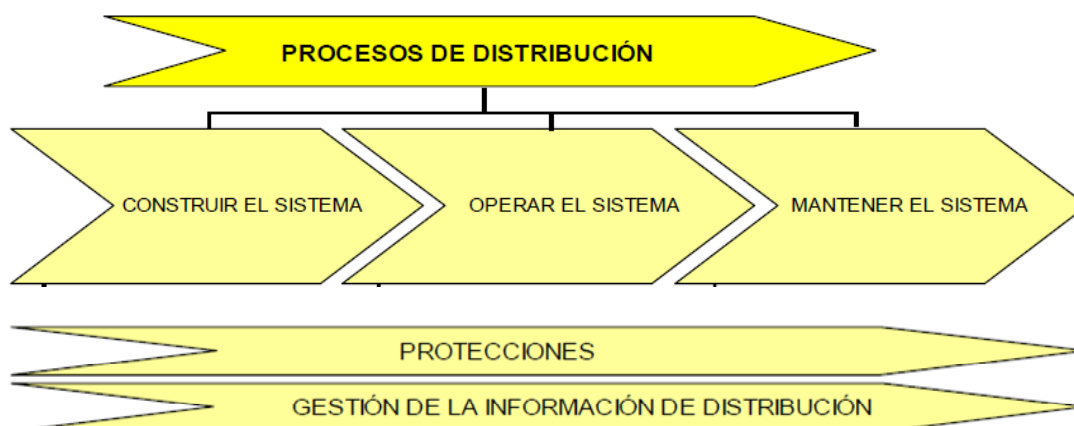 PROCESOS DE DISTRIBUCIÓN
CONSTRUIR EL SISTEMA
OPERAR EL SISTEMA
MANTENER EL SISTEMA
PROTECCIONES
GESTIÓN DE LA INFORMACIÓN DE DISTRIBUCIÓN